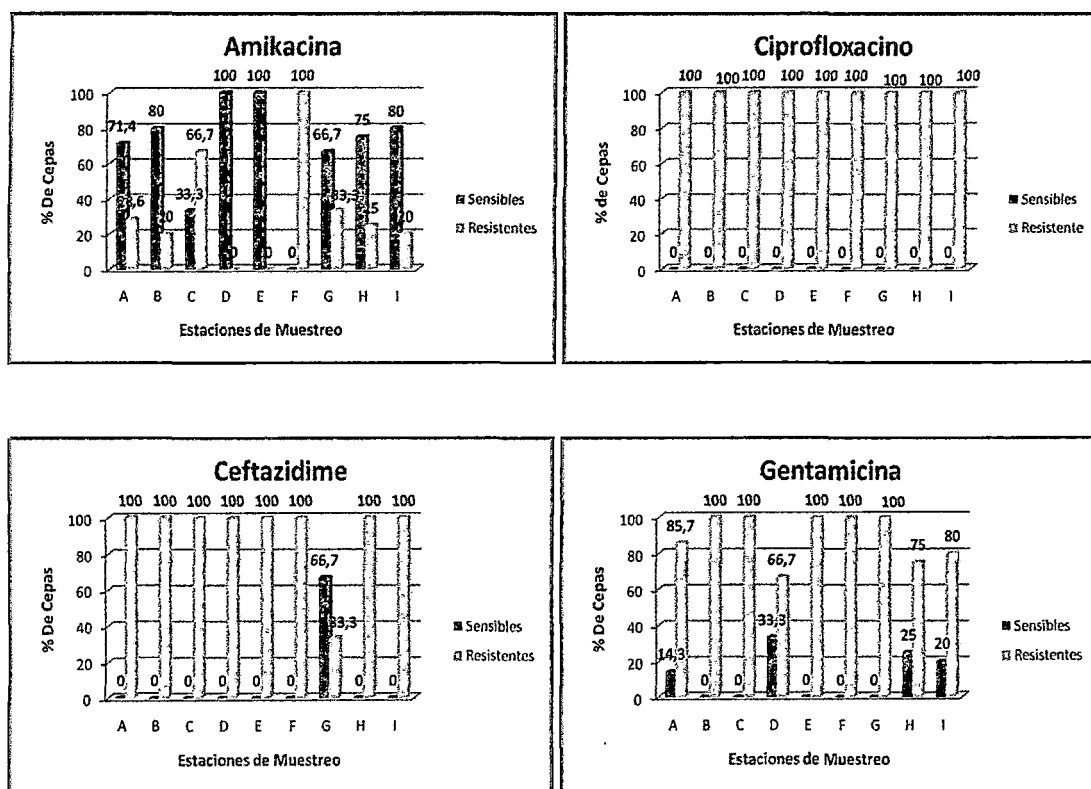 Amikacina
100 100 100
100
80 71,4 80 66,7 66,7 75 80
60
40 33,3 33,3
20 20
0 0 0
A B C D E F G H I
% De Cepas
Estaciones de Muestreo
Sensibles
Resistentes
Ciprofloxacino
100 100 100 100 100 100 100 100 100
100
80
60
40
20
0 0 0 0 0 0 0 0 0 0
A B C D E F G H I
% de Cepas
Estaciones de Muestreo
Sensibles
Resistente
Ceftazidime
100 100 100 100 100 100 100 100
100
80
60 66,7
40 33,3
20
0 0 0 0 0 0 0 0 0
A B C D E F G H I
% De Cepas
Estaciones de Muestreo
Sensibles
Resistentes
Gentamicina
100 100 100 100 100
100
80 85,7 66,7 75 80
60
40 33,3
20 14,3 25 20
0 0 0 0 0 0
A B C D E F G H I
% De Cepas
Estaciones de Muestreo
Sensibles
Resistentes